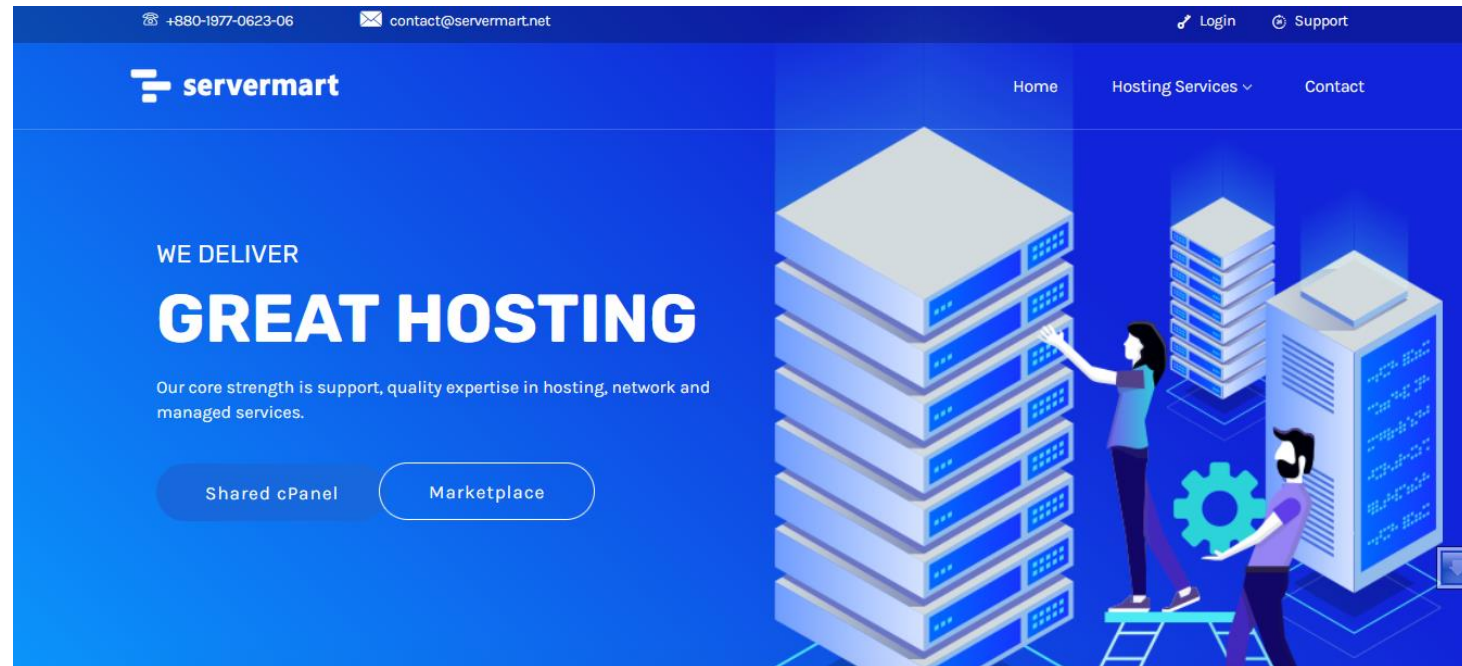 +880-1977-0623-06 contact@servermart.net Login Support
servermart Home Hosting Services Contact
WE DELIVER
GREAT HOSTING
Our core strength is support, quality expertise in hosting, network and
managed services.
Shared cPanel Marketplace